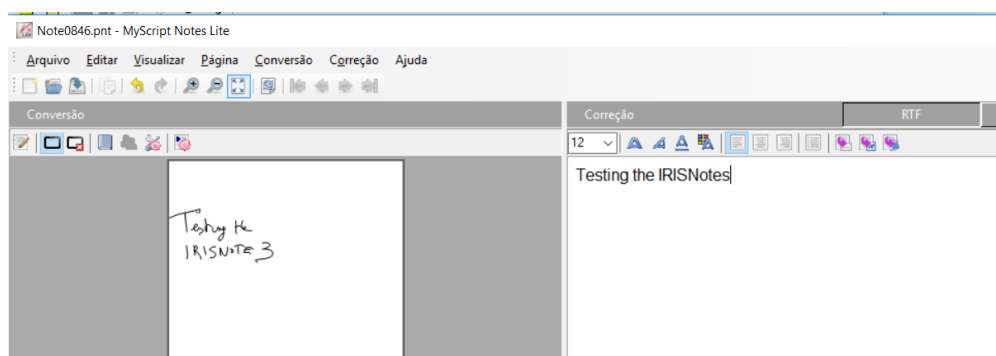 Note0846.pnt - MyScript Notes Lite
Arquivo Editar Visualizar Página Conversão Correção Ajuda
Conversão
Correção RTF
12
Testing the IRISNotes
Testing the
IRISNOTE 3